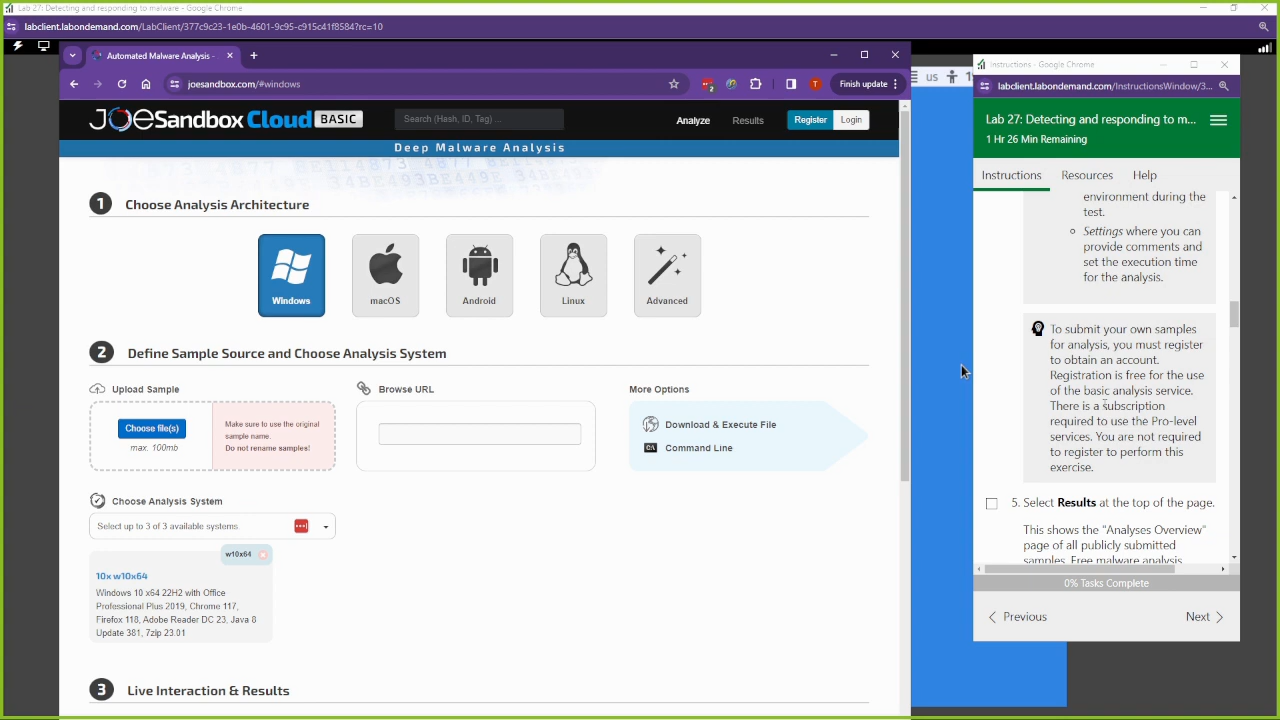 Lab 27: Detecting and responding to malware - Google Chrome
labclient.labondemand.com/LabClient/377c9c23-1e0b-4601-9c95-c915c41f8584?rc=10
Automated Malware Analysis -
joesandbox.com/#windows
2
T
Finish update
JOESandbox Cloud BASIC
Search (Hash, ID, Tag) ...
Analyze
Results
Register
Login
Deep Malware Analysis
1 Choose Analysis Architecture
Windows
macOS
Android
Linux
Advanced
2 Define Sample Source and Choose Analysis System
Upload Sample
Choose file(s)
max. 100mb
Make sure to use the original
sample name.
Do not rename samples!
Browse URL
More Options
Download & Execute File
Command Line
Choose Analysis System
Select up to 3 of 3 available systems.
w10x64
10x w10x64
Windows 10 x64 22H2 with Office
Professional Plus 2019, Chrome 117,
Firefox 118, Adobe Reader DC 23, Java 8
Update 381, 7zip 23.01
3 Live Interaction & Results
us
Instructions - Google Chrome
labclient.labondemand.com/InstructionsWindow/3...
Lab 27: Detecting and responding to m...
1 Hr 26 Min Remaining
Instructions
Resources
Help
environment during the
test.
Settings where you can
provide comments and
set the execution time
for the analysis.
To submit your own samples
for analysis, you must register
to obtain an account.
Registration is free for the use
of the basic analysis service.
There is a subscription
required to use the Pro-level
services. You are not required
to register to perform this
exercise.
5. Select Results at the top of the page.
This shows the "Analyses Overview"
page of all publicly submitted
samples. Free malware analysis
0% Tasks Complete
Previous
Next